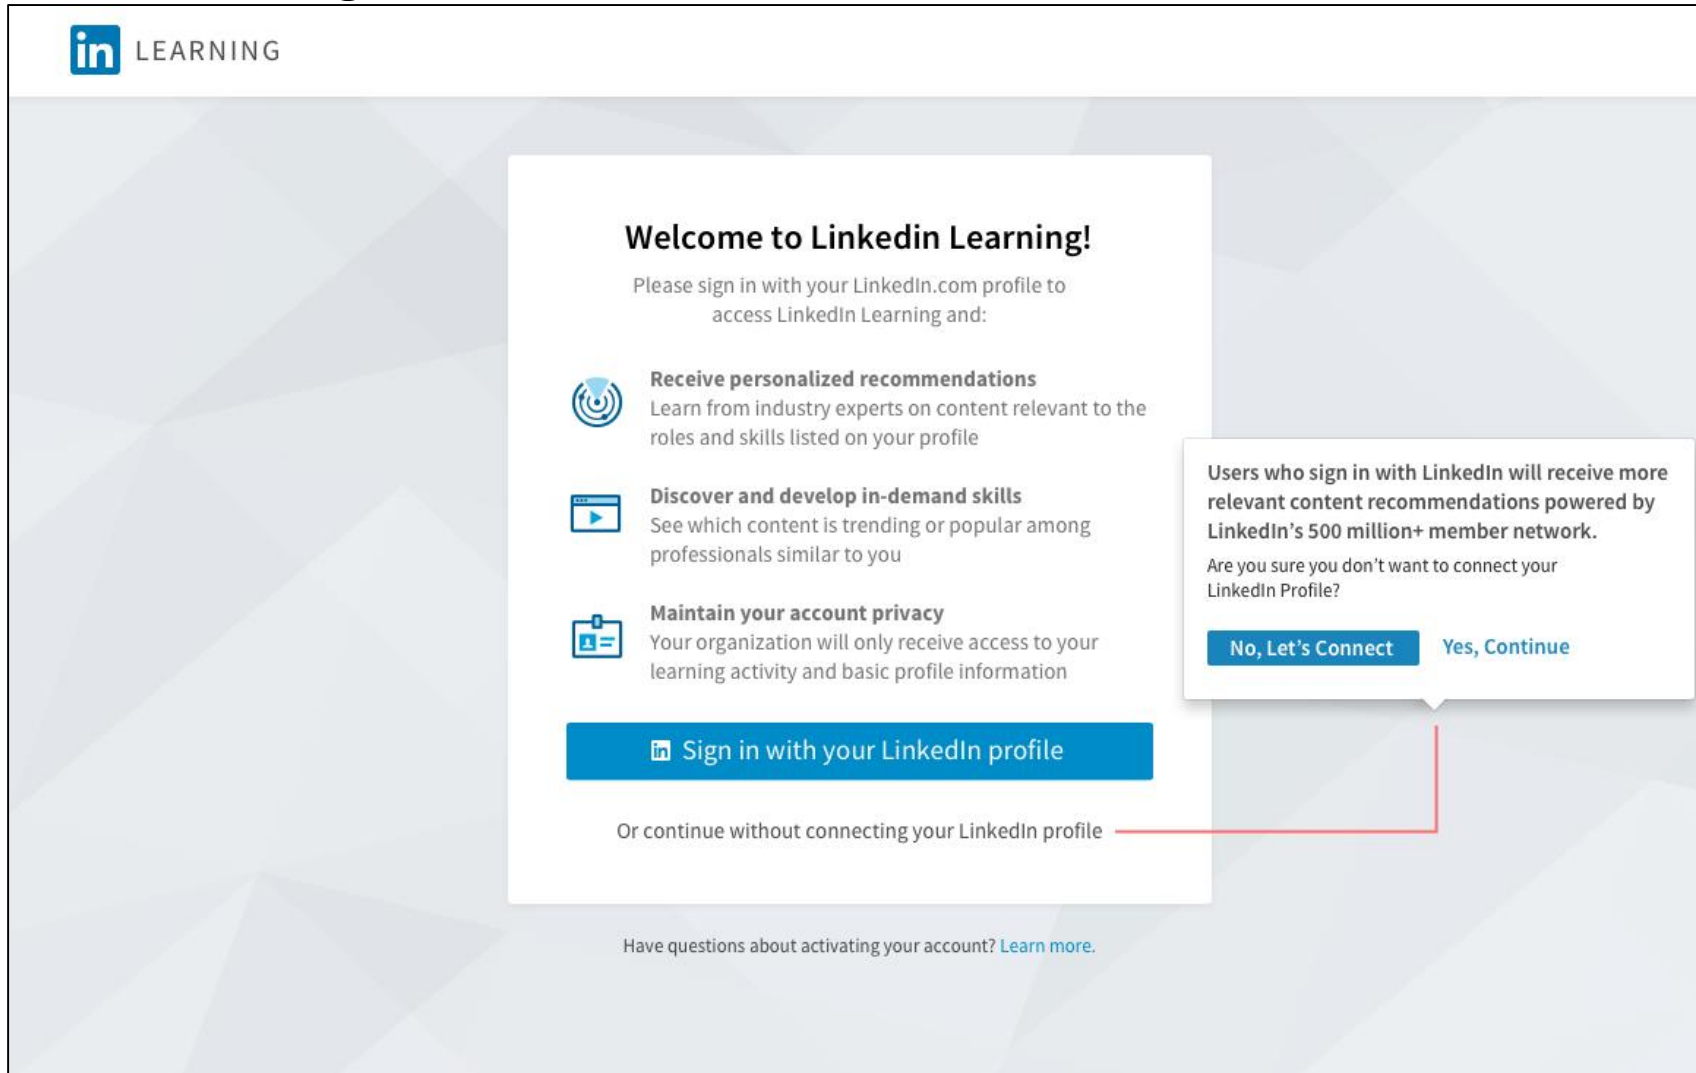 in LEARNING
Welcome to Linkedin Learning!
Please sign in with your LinkedIn.com profile to
access LinkedIn Learning and:
Receive personalized recommendations
Learn from industry experts on content relevant to the
roles and skills listed on your profile
Discover and develop in-demand skills
See which content is trending or popular among
professionals similar to you
Maintain your account privacy
Your organization will only receive access to your
learning activity and basic profile information
in Sign in with your LinkedIn profile
Or continue without connecting your LinkedIn profile
Have questions about activating your account? Learn more.
Users who sign in with LinkedIn will receive more
relevant content recommendations powered by
LinkedIn’s 500 million+ member network.
Are you sure you don’t want to connect your
LinkedIn Profile?
No, Let’s Connect Yes, Continue